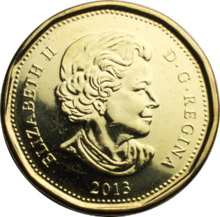 ELIZABETH II
D·G·REGINA
2013